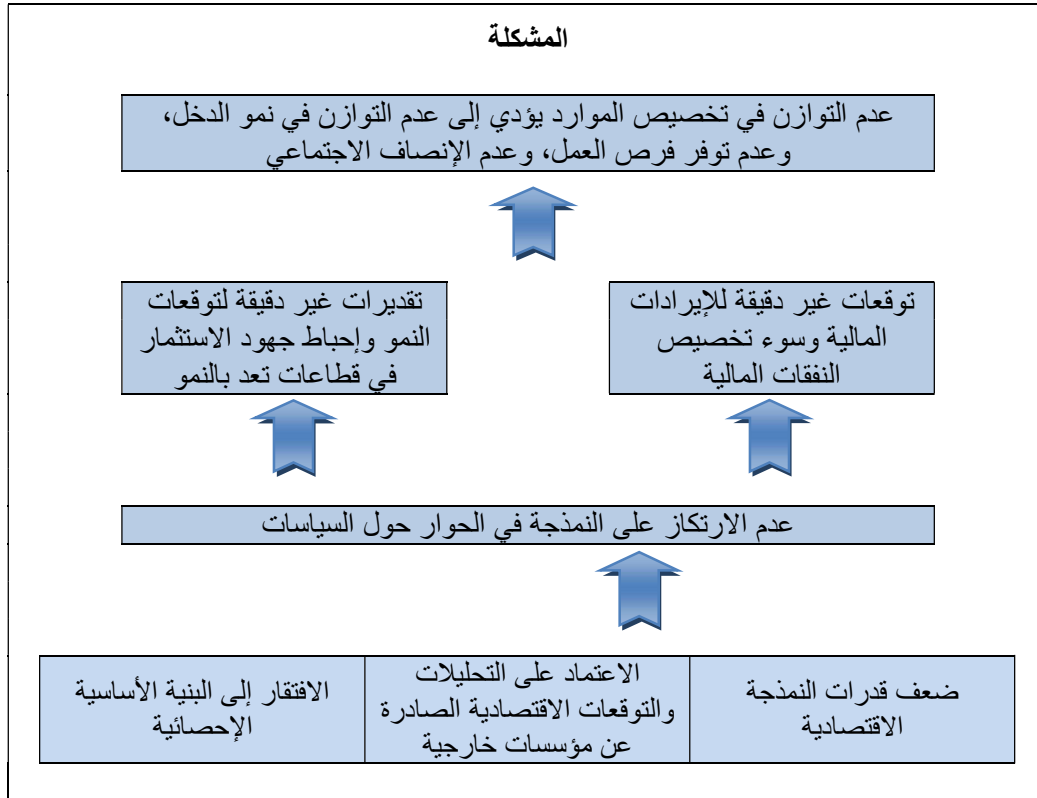 المشكلة
عدم التوازن في تخصيص الموارد يؤدي إلى عدم التوازن في نمو الدخل،
وعدم توفر فرص العمل، وعدم الإنصاف الاجتماعي
توقعات غير دقيقة للإيرادات
المالية وسوء تخصيص
النفقات المالية
تقديرات غير دقيقة لتوقعات
النمو وإحباط جهود الاستثمار
في قطاعات تعد بالنمو
عدم الارتكاز على النمذجة في الحوار حول السياسات
ضعف قدرات النمذجة
الاقتصادية
الاعتماد على التحليلات
والتوقعات الاقتصادية الصادرة
عن مؤسسات خارجية
الافتقار إلى البنية الأساسية
الإحصائية